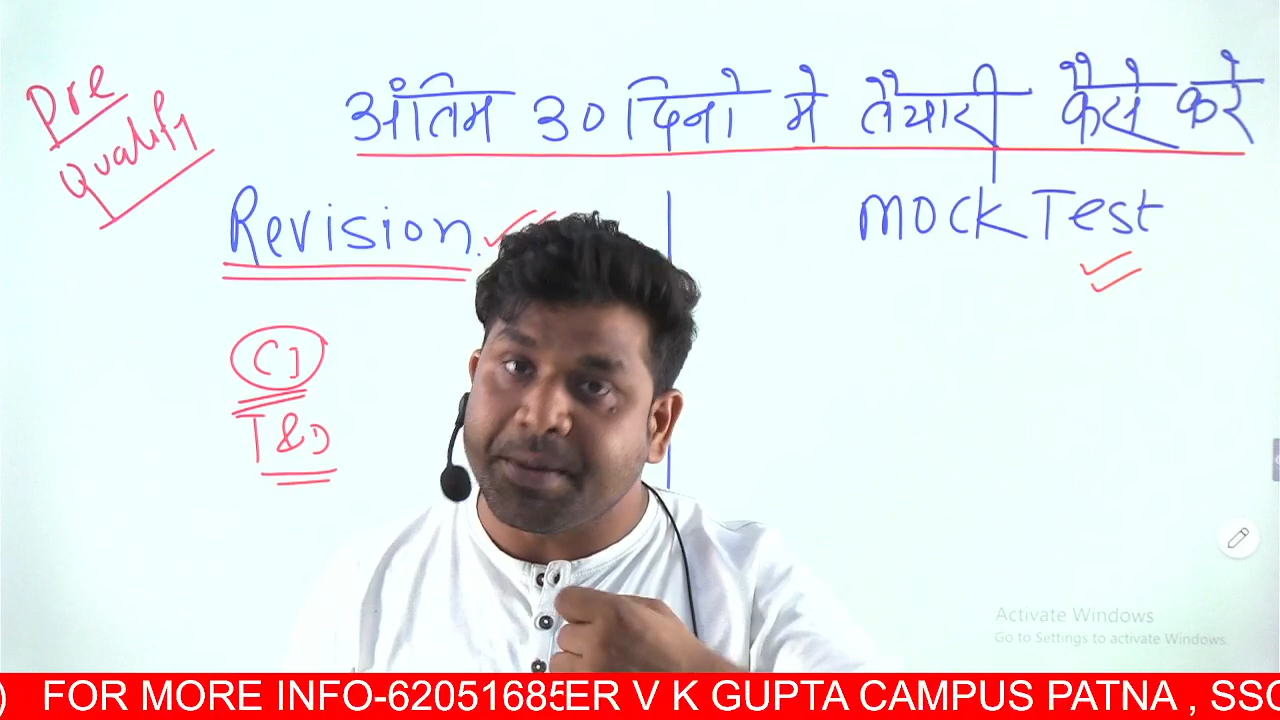 Pre
Qualify
अंतिम 30 दिनो मे तैयारी कैसे करे
Revision
Mock Test
CI
T&D
Activate Windows
Go to Settings to activate Windows.
) FOR MORE INFO-62051685ER V K GUPTA CAMPUS PATNA , SSC